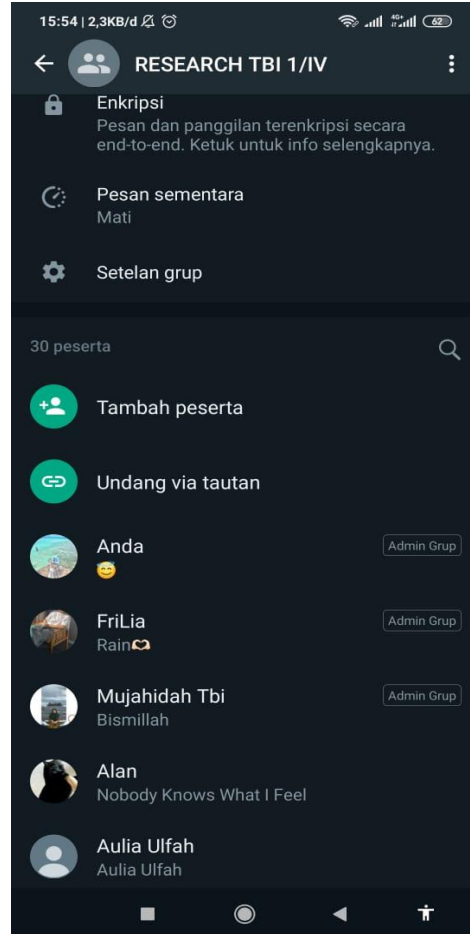 15:54 | 2,3KB/d 62
RESEARCH TBI 1/IV
Enkripsi
Pesan dan panggilan terenkripsi secara
end-to-end. Ketuk untuk info selengkapnya.
Pesan sementara
Mati
Setelan grup
30 peserta
Tambah peserta
Undang via tautan
Anda Admin Grup
😇
FriLia Admin Grup
Rain🫶🏻
Mujahidah Tbi Admin Grup
Bismillah
Alan
Nobody Knows What I Feel
Aulia Ulfah
Aulia Ulfah